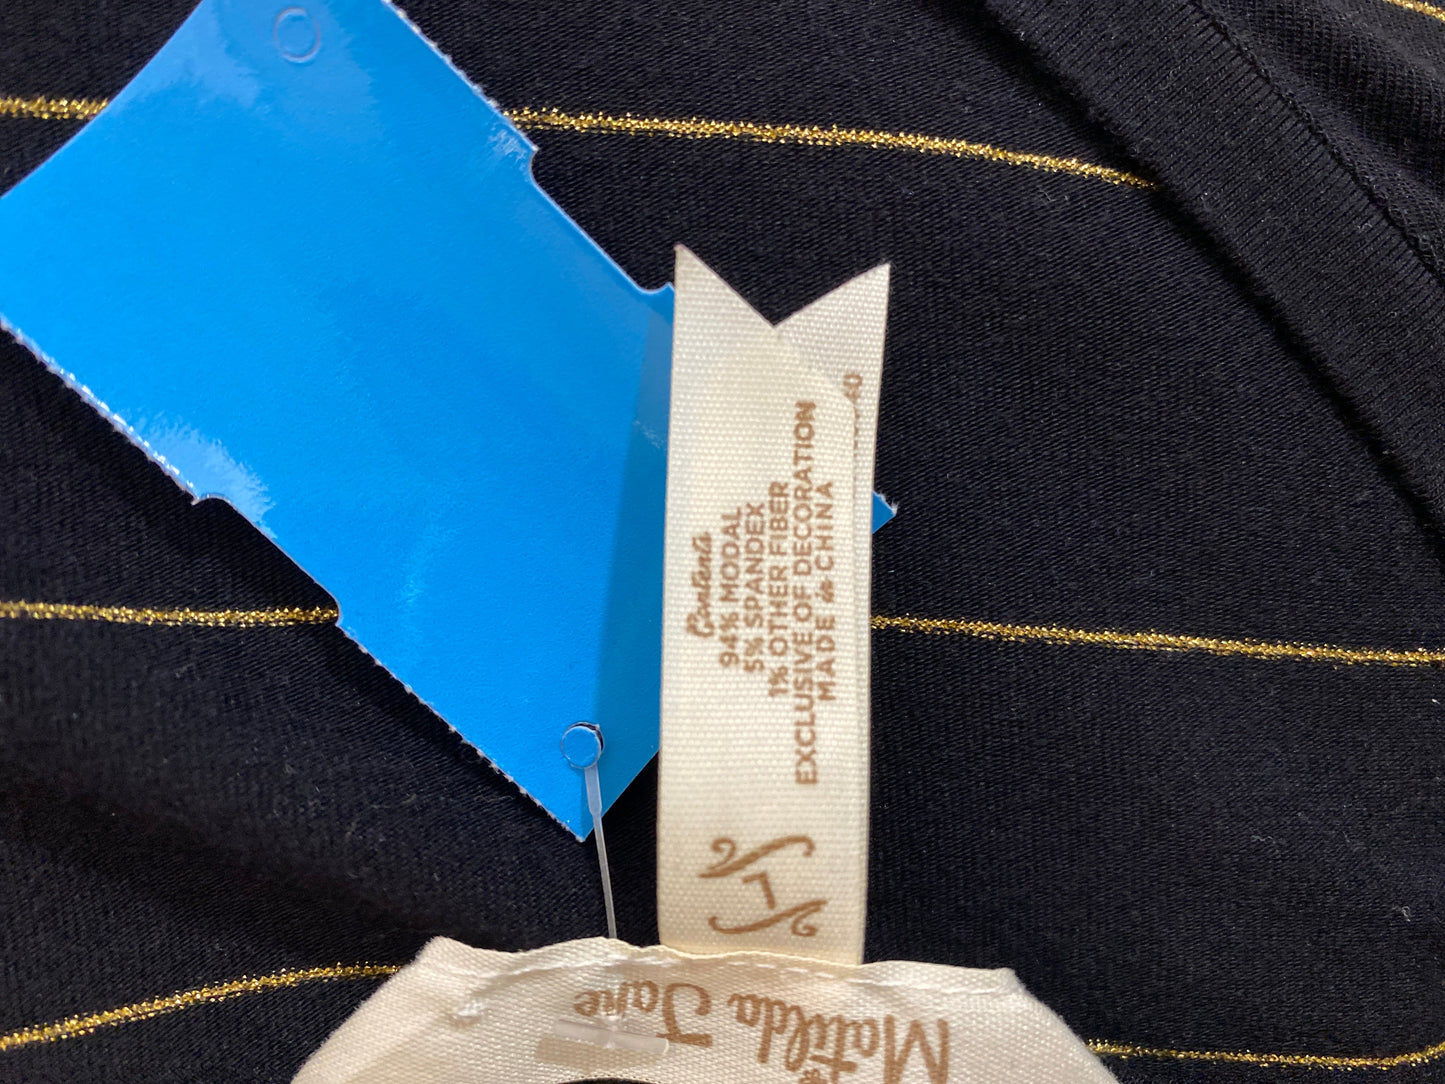 Contents
94% MODAL
5% SPANDEX
1% OTHER FIBER
EXCLUSIVE OF DECORATION
MADE in CHINA
L
Matilda Jane